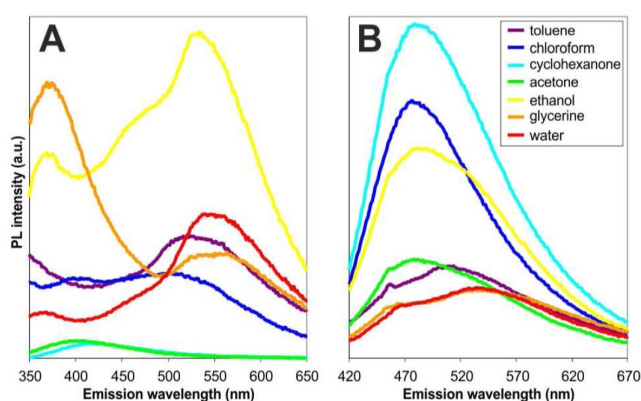 A
B
PL intensity (a.u.)
toluene
chloroform
cyclohexanone
acetone
ethanol
glycerine
water
350 400 450 500 550 600 650
420 470 520 570 620 670
Emission wavelength (nm)
Emission wavelength (nm)